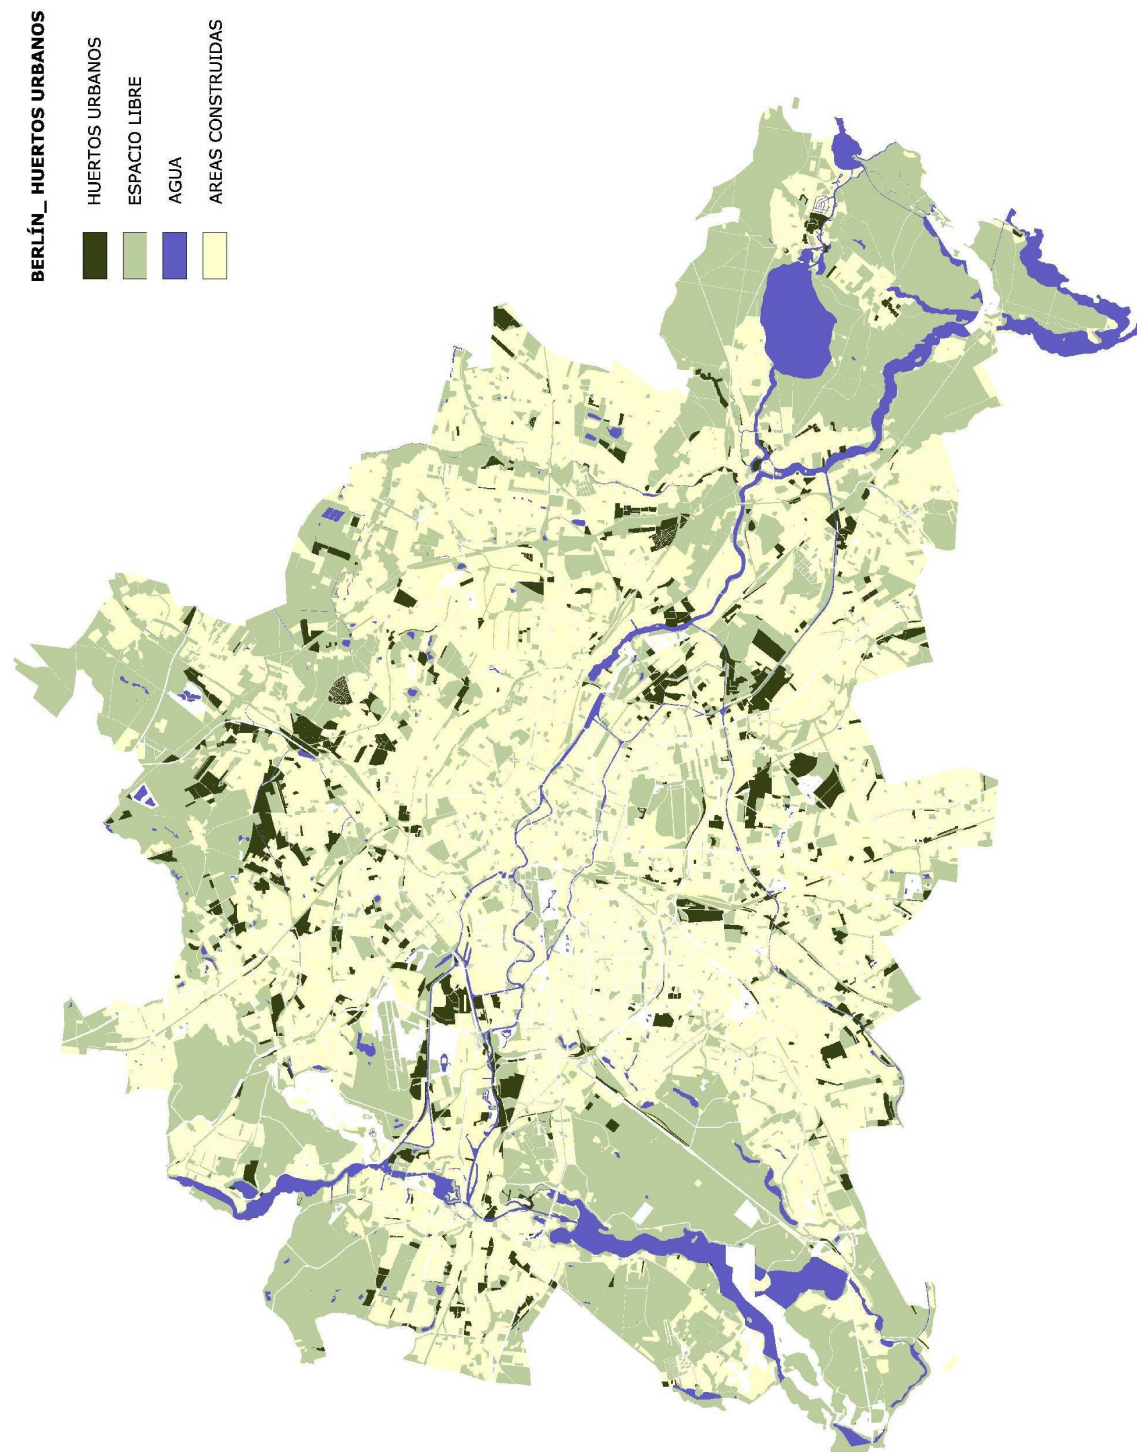 BERLÍN_ HUERTOS URBANOS
HUERTOS URBANOS
ESPACIO LIBRE
AGUA
AREAS CONSTRUIDAS